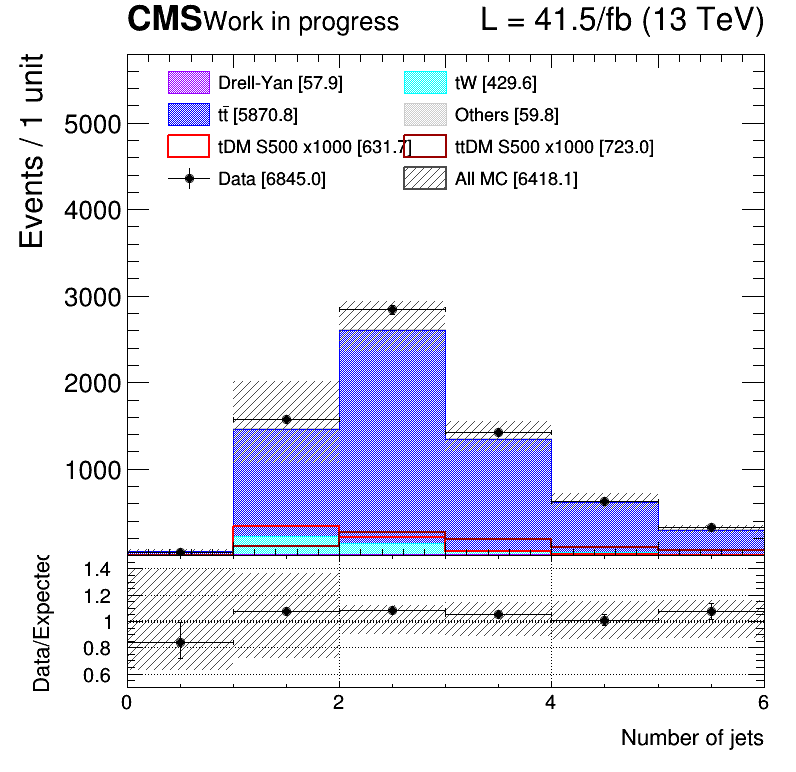 CMS Work in progress L = 41.5/fb (13 TeV)
Events / 1 unit
Drell-Yan [57.9] tW [429.6]
tt̄ [5870.8] Others [59.8]
tDM S500 x1000 [631.7] ttDM S500 x1000 [723.0]
Data [6845.0] All MC [6418.1]
5000
4000
3000
2000
1000
Data/Expected
1.4
1.2
1
0.8
0.6
0 2 4 6
Number of jets